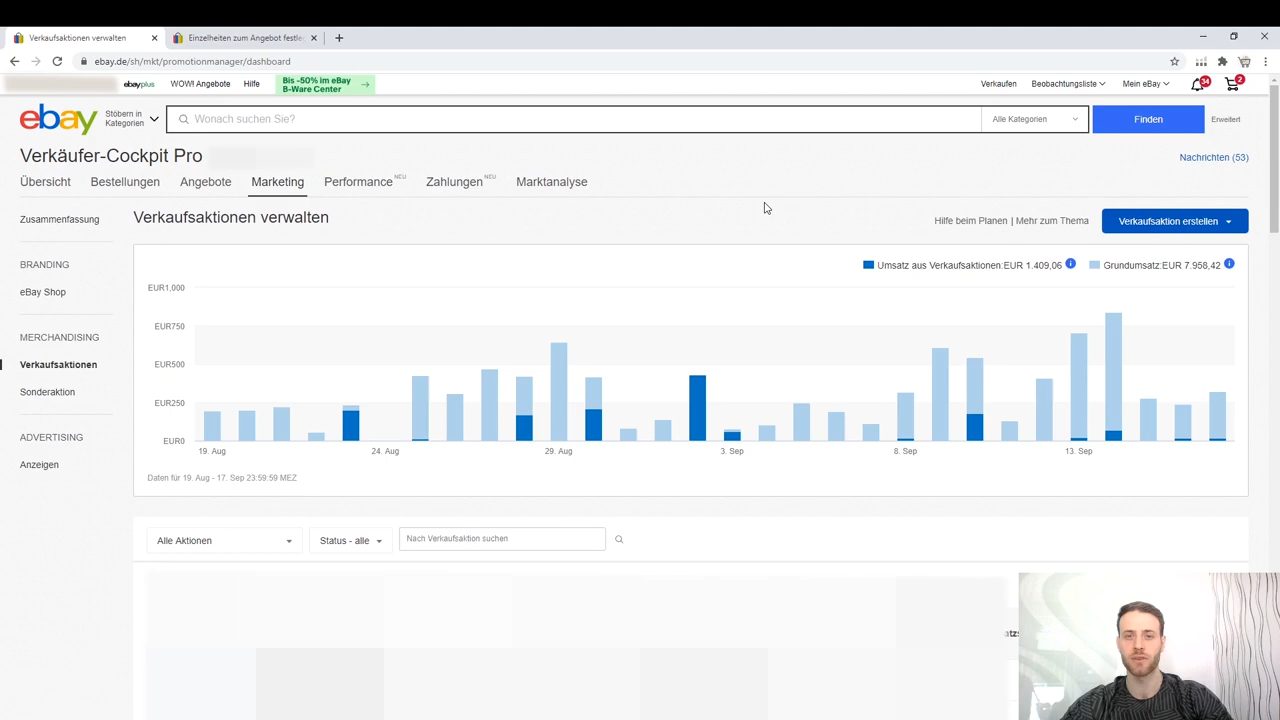 Verkaufsaktionen verwalten
Einzelheiten zum Angebot festle
ebay.de/sh/mkt/promotionmanager/dashboard
ebayplus WOW! Angebote Hilfe
Bis -50% im eBay
B-Ware Center
Verkaufen Beobachtungsliste Mein eBay 34 2
ebay
Stöbern in
Kategorien
Wonach suchen Sie? Alle Kategorien Finden Erweitert
Verkäufer-Cockpit Pro
Nachrichten (53)
Übersicht Bestellungen Angebote Marketing Performance NEU Zahlungen NEU Marktanalyse
Zusammenfassung
BRANDING
eBay Shop
MERCHANDISING
Verkaufsaktionen
Sonderaktion
ADVERTISING
Anzeigen
Verkaufsaktionen verwalten
Hilfe beim Planen | Mehr zum Thema
Verkaufsaktion erstellen
Umsatz aus Verkaufsaktionen:EUR 1.409,06
Grundumsatz:EUR 7.958,42
EUR1,000
EUR750
EUR500
EUR250
EUR0
19. Aug 24. Aug 29. Aug 3. Sep 8. Sep 13. Sep
Daten für 19. Aug - 17. Sep 23:59:59 MEZ
Alle Aktionen Status - alle Nach Verkaufsaktion suchen